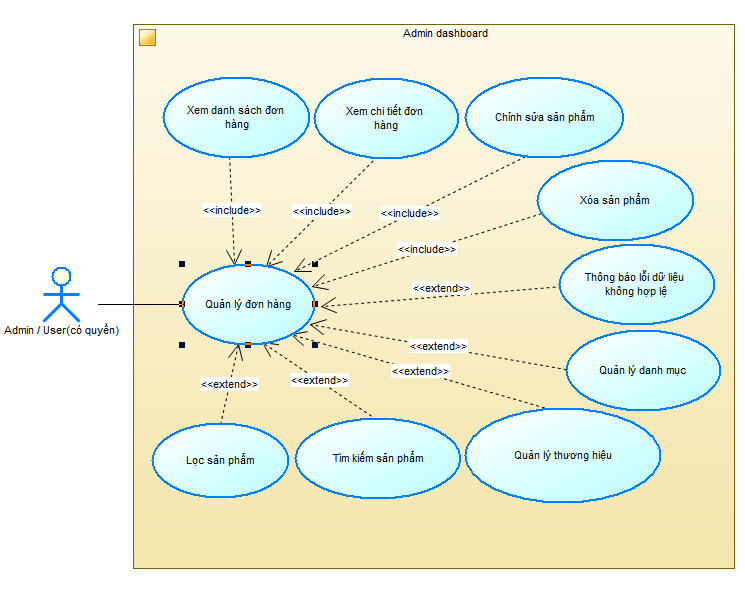 Admin dashboard
Xem danh sách đơn
hàng
Xem chi tiết đơn
hàng
Chỉnh sửa sản phẩm
Xóa sản phẩm
<<include>>
<<include>>
<<include>>
<<include>>
Thông báo lỗi dữ liệu
không hợp lệ
<<extend>>
Quản lý đơn hàng
Admin / User(có quyền)
<<extend>>
Quản lý danh mục
<<extend>>
<<extend>>
<<extend>>
Lọc sản phẩm
Tìm kiếm sản phẩm
Quản lý thương hiệu